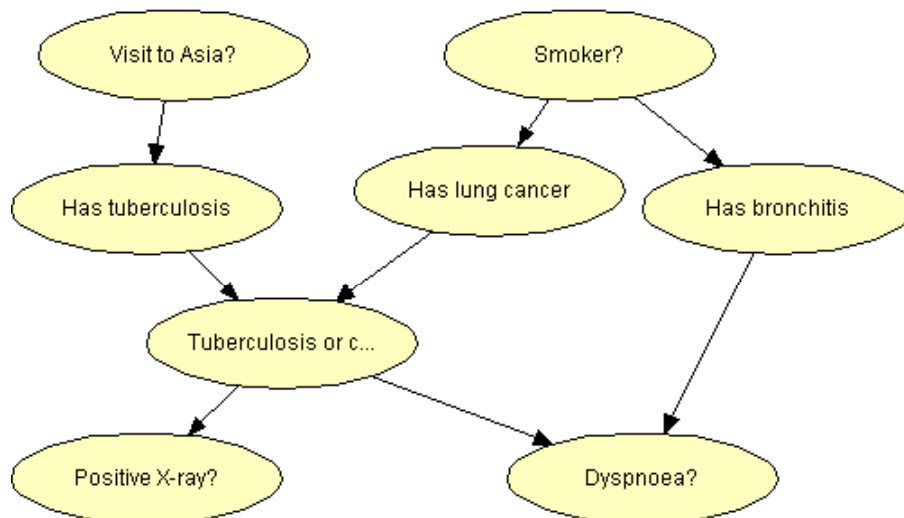 Visit to Asia?
Smoker?
Has tuberculosis
Has lung cancer
Has bronchitis
Tuberculosis or c...
Positive X-ray?
Dyspnoea?